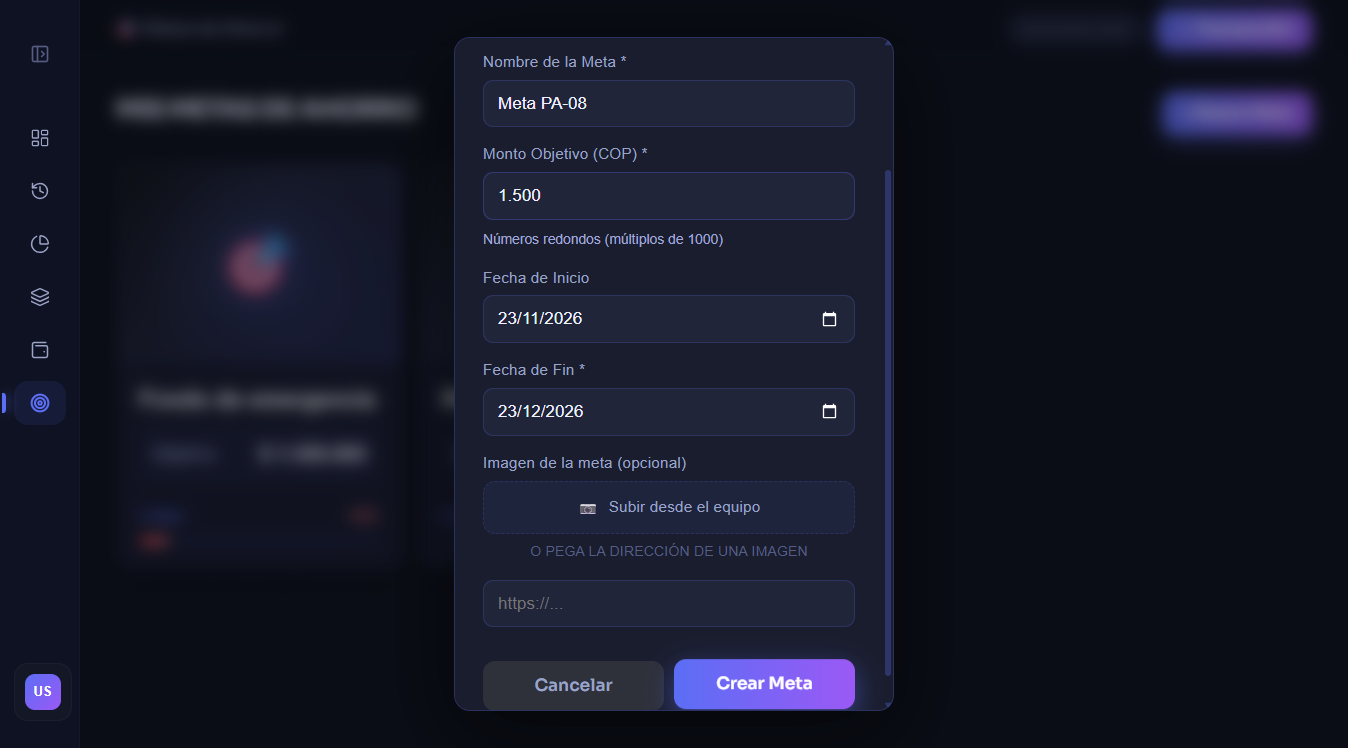 Nombre de la Meta *
Meta PA-08
Monto Objetivo (COP) *
1.500
Números redondos (múltiplos de 1000)
Fecha de Inicio
23/11/2026
Fecha de Fin *
23/12/2026
Imagen de la meta (opcional)
Subir desde el equipo
O PEGA LA DIRECCIÓN DE UNA IMAGEN
https://...
Cancelar
Crear Meta
US